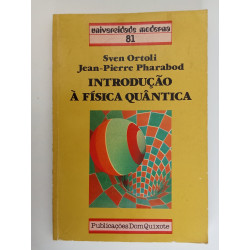 universidade moderna
81
Sven Ortoli
Jean-Pierre Pharabod
INTRODUÇÃO
À FÍSICA QUÂNTICA
Publicações Dom Quixote